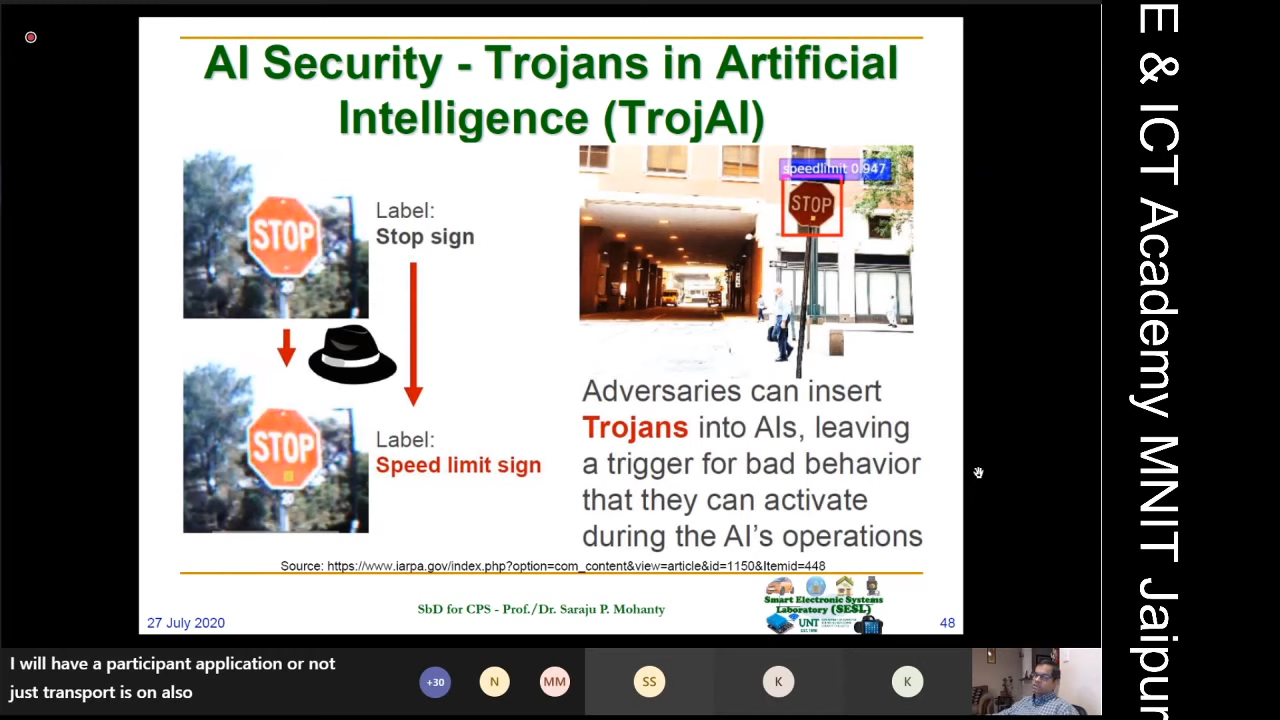 AI Security - Trojans in Artificial
Intelligence (TrojAI)
STOP
Label:
Stop sign
STOP
Label:
Speed limit sign
speedlimit 0.947
STOP
Adversaries can insert
Trojans into AIs, leaving
a trigger for bad behavior
that they can activate
during the AI's operations
Source: https://www.iarpa.gov/index.php?option=com_content&view=article&id=1150&Itemid=448
27 July 2020
SbD for CPS - Prof./Dr. Saraju P. Mohanty
Smart Electronic Systems
Laboratory (SESL)
UNT
48
I will have a participant application or not
just transport is on also
+30
N
MM
SS
K
K
E & ICT Academy MNIT Jaipur